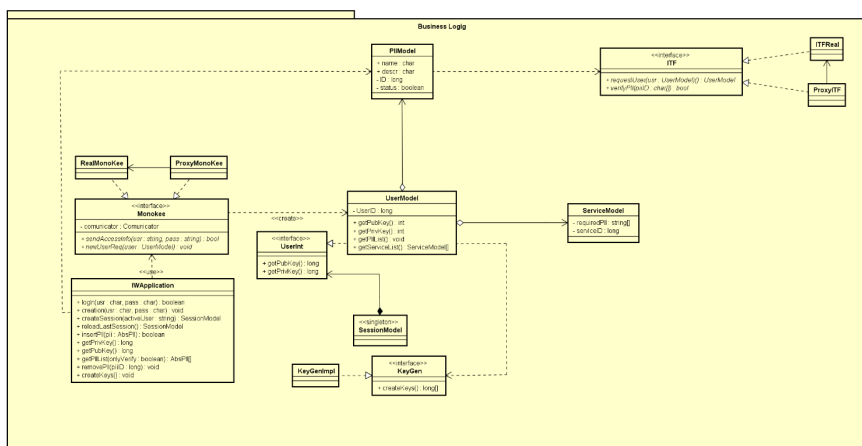 Business Logig
PIIModel
+ name : char
+ descr : char
- ID : long
- status : boolean
<<interface>>
ITF
+ requestUser(usr : UserModel)() : UserModel
+ verifyPII(piiID : char[]) : bool
ITFReal
ProxyITF
RealMonoKee
ProxyMonoKee
<<interface>>
Monokee
- comunicator : Comunicator
+ sendAccessInfo(usr : string, pass : string) : bool
+ newUserReq(user : UserModel) : void
<<create>>
<<use>>
UserModel
- UserID : long
+ getPubKey() : int
+ getPrivKey() : int
+ getPIIList() : void
+ getServiceList() : ServiceModel[]
ServiceModel
- requiredPII : string[]
- serviceID : long
<<interface>>
UserInt
+ getPubKey() : long
+ getPrivKey() : long
IWApplication
+ login(usr : char, pass : char) : boolean
+ creation(usr : char, pass : char) : void
+ createSession(activeUser : string) : SessionModel
+ reloadLastSession() : SessionModel
+ insertPII(pii : AbsPII) : boolean
+ getPrivKey() : long
+ getPubKey() : long
+ getPIIList(onlyVerify : boolean) : AbsPII[]
+ removePII(piiID : long) : void
+ createKeys() : void
<<singleton>>
SessionModel
KeyGenImpl
<<interface>>
KeyGen
+ createKeys() : long[]